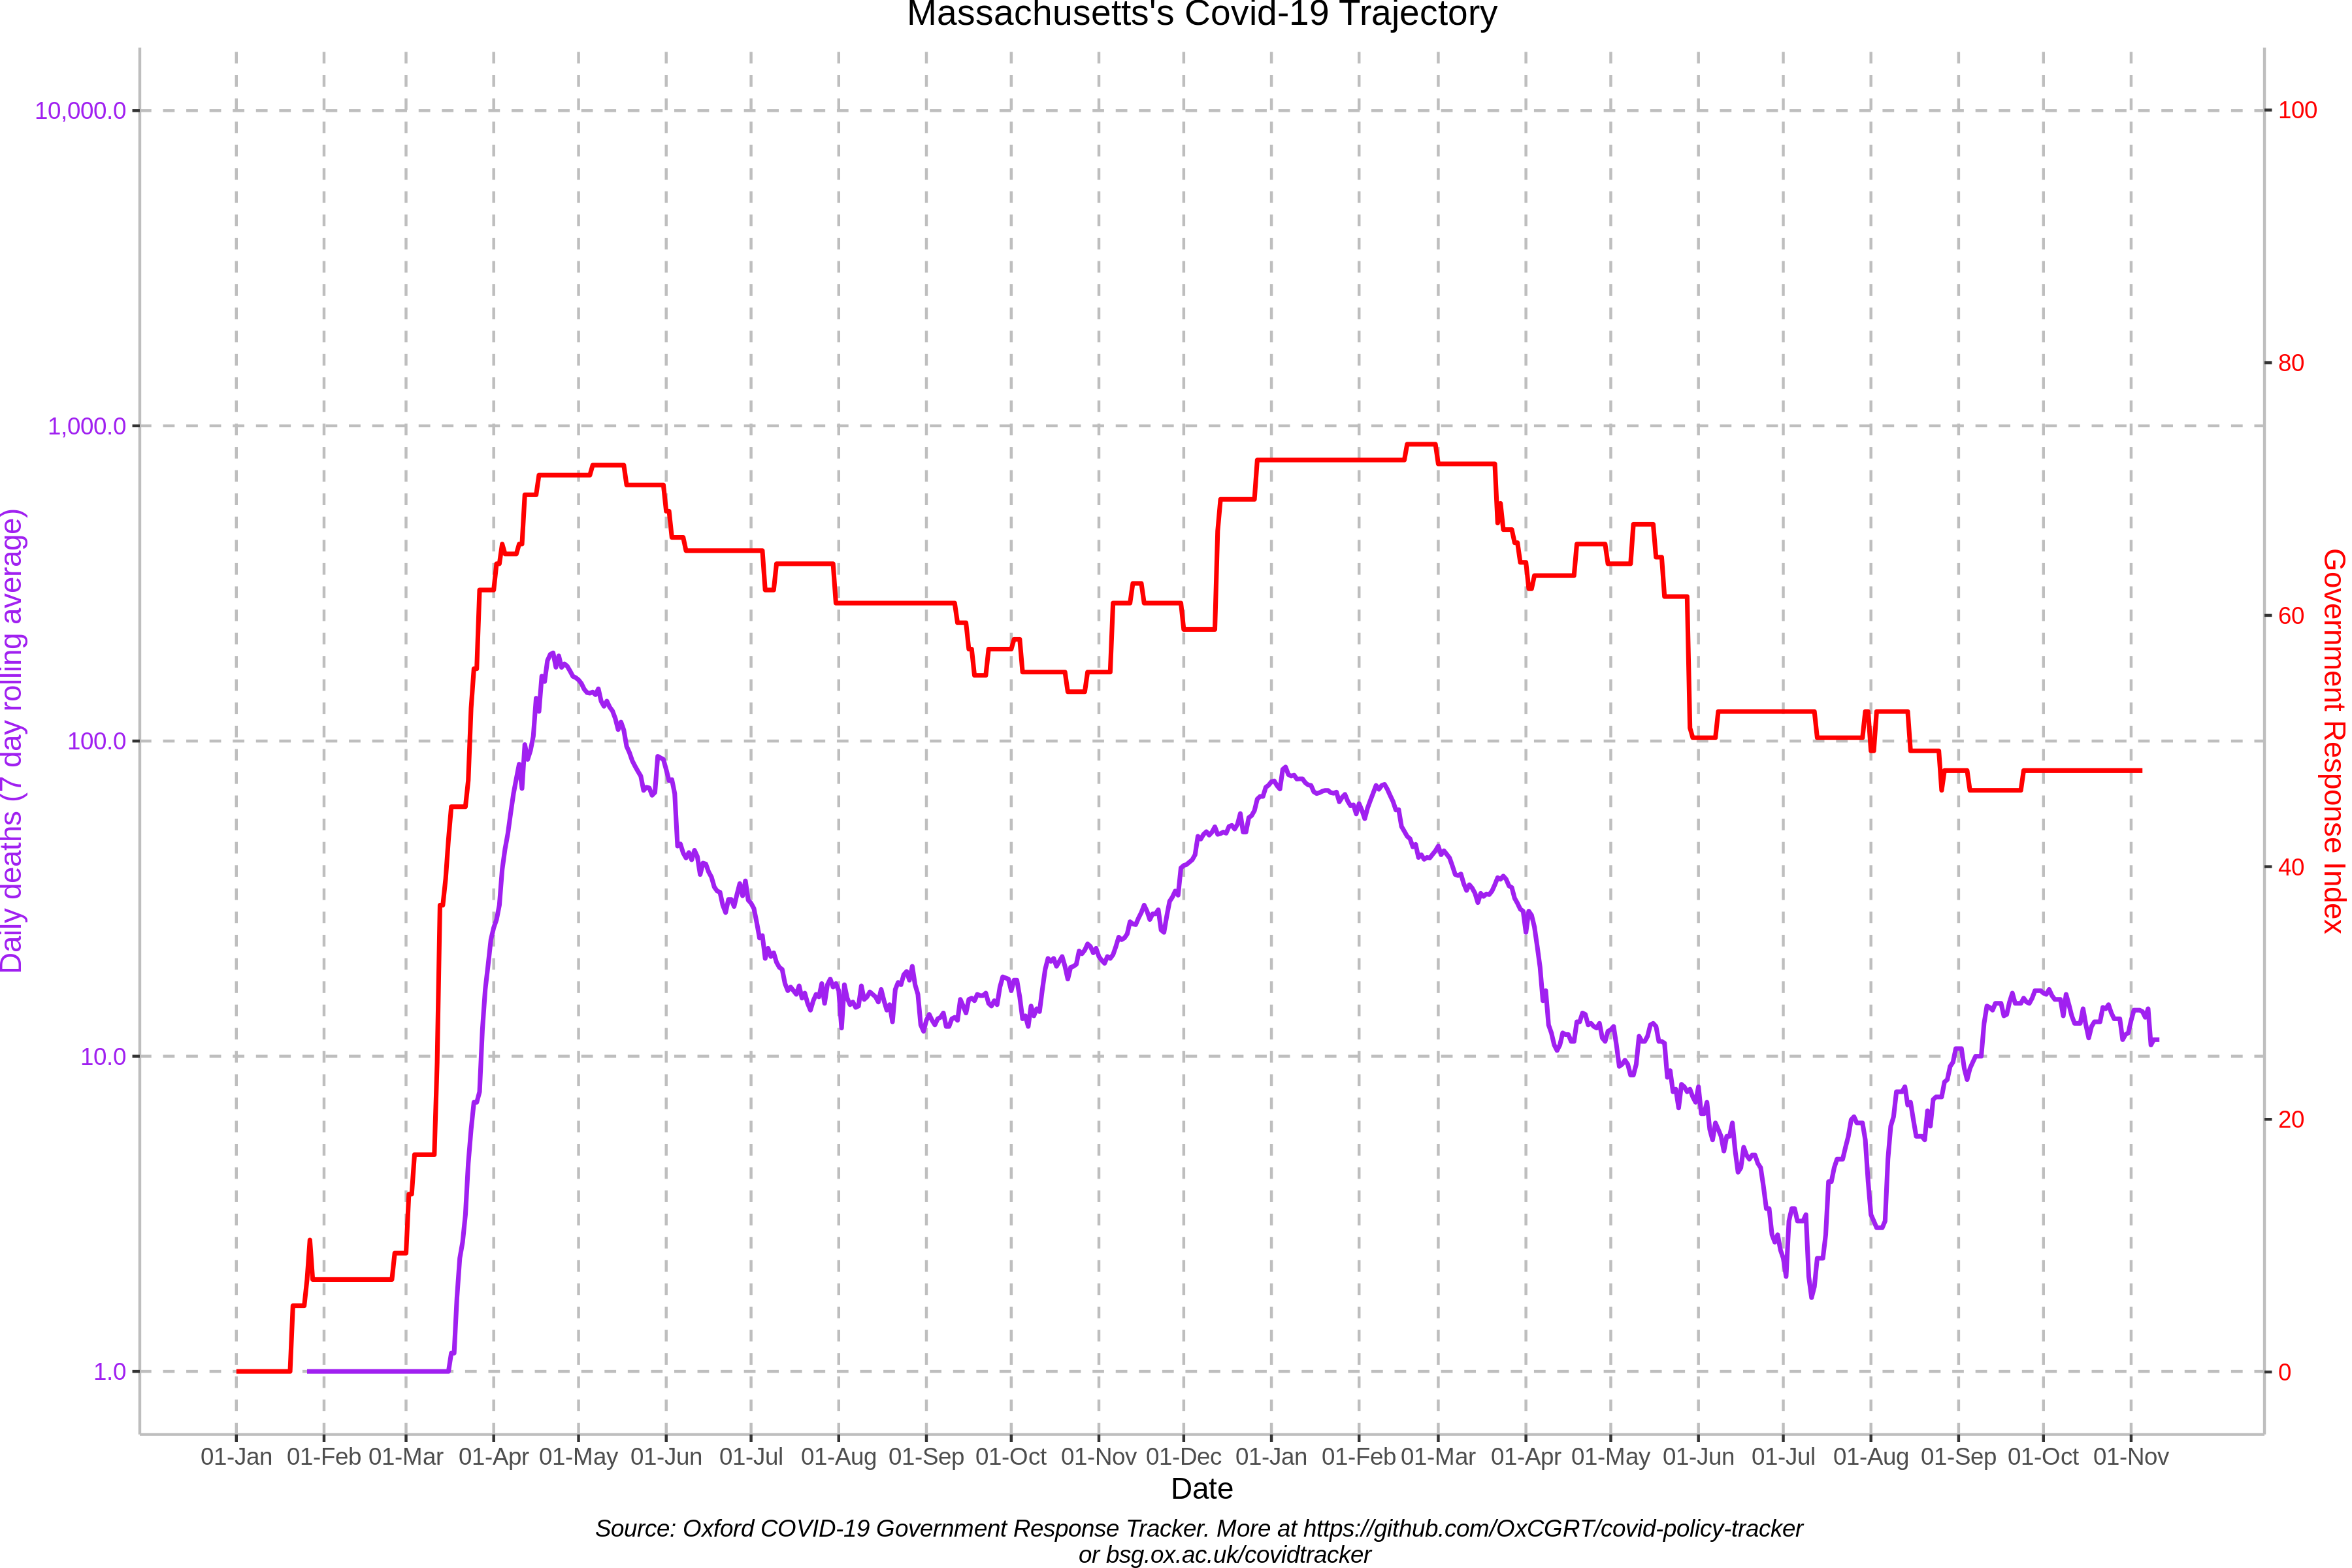 Massachusetts's Covid-19 Trajectory
10,000.0
1,000.0
100.0
10.0
1.0
Daily deaths (7 day rolling average)
100
80
60
40
20
0
Government Response Index
01-Jan 01-Feb 01-Mar 01-Apr 01-May 01-Jun 01-Jul 01-Aug 01-Sep 01-Oct 01-Nov 01-Dec 01-Jan 01-Feb 01-Mar 01-Apr 01-May 01-Jun 01-Jul 01-Aug 01-Sep 01-Oct 01-Nov
Date
Source: Oxford COVID-19 Government Response Tracker. More at https://github.com/OxCGRT/covid-policy-tracker
or bsg.ox.ac.uk/covidtracker